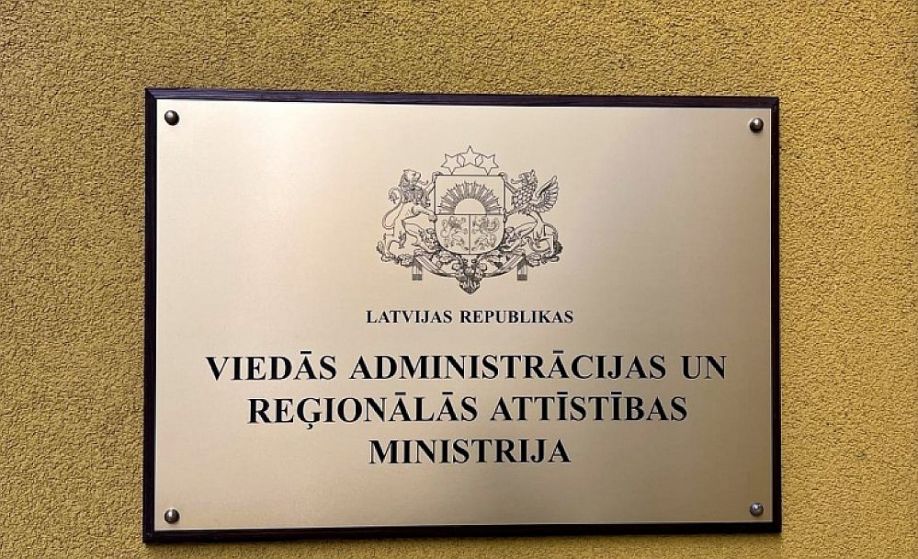 LATVIJAS REPUBLIKAS
VIEDĀS ADMINISTRĀCIJAS UN
REĢIONĀLĀS ATTĪSTĪBAS
MINISTRIJA